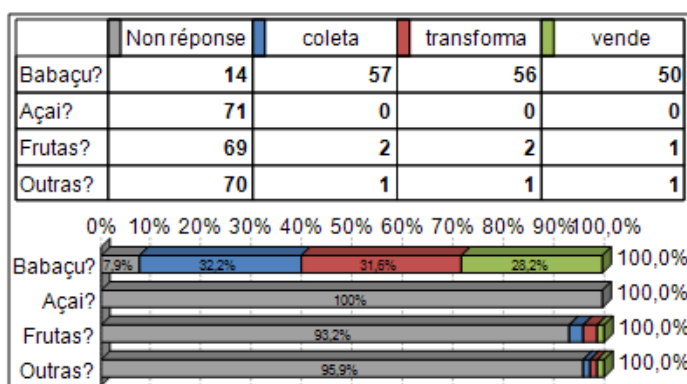 Non réponse coleta transforma vende
Babaçu? 14 57 56 50
Açai? 71 0 0 0
Frutas? 69 2 2 1
Outras? 70 1 1 1
0% 10% 20% 30% 40% 50% 60% 70% 80% 90%100,0%
Babaçu? 7,9% 32,2% 31,6% 28,2% 100,0%
Açai? 100% 100,0%
Frutas? 93,2% 100,0%
Outras? 95,9% 100,0%